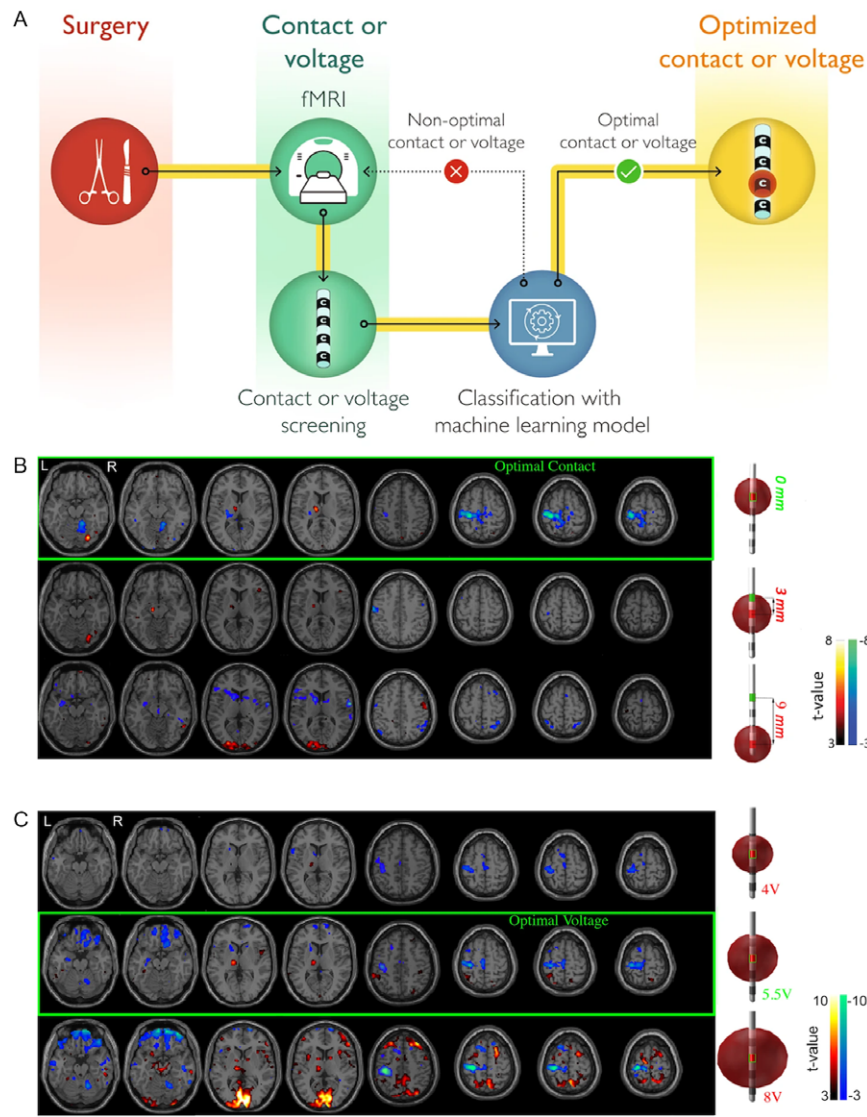 A
Surgery
Contact or
voltage
Optimized
contact or voltage
fMRI
Non-optimal
contact or voltage
Optimal
contact or voltage
C
C
C
C
C
C
C
C
Contact or voltage
screening
Classification with
machine learning model
B
L
R
Optimal Contact
0 mm
3 mm
9 mm
8
-8
t-value
3
-3
C
L
R
4V
Optimal Voltage
5.5V
10
-10
t-value
3
-3
8V